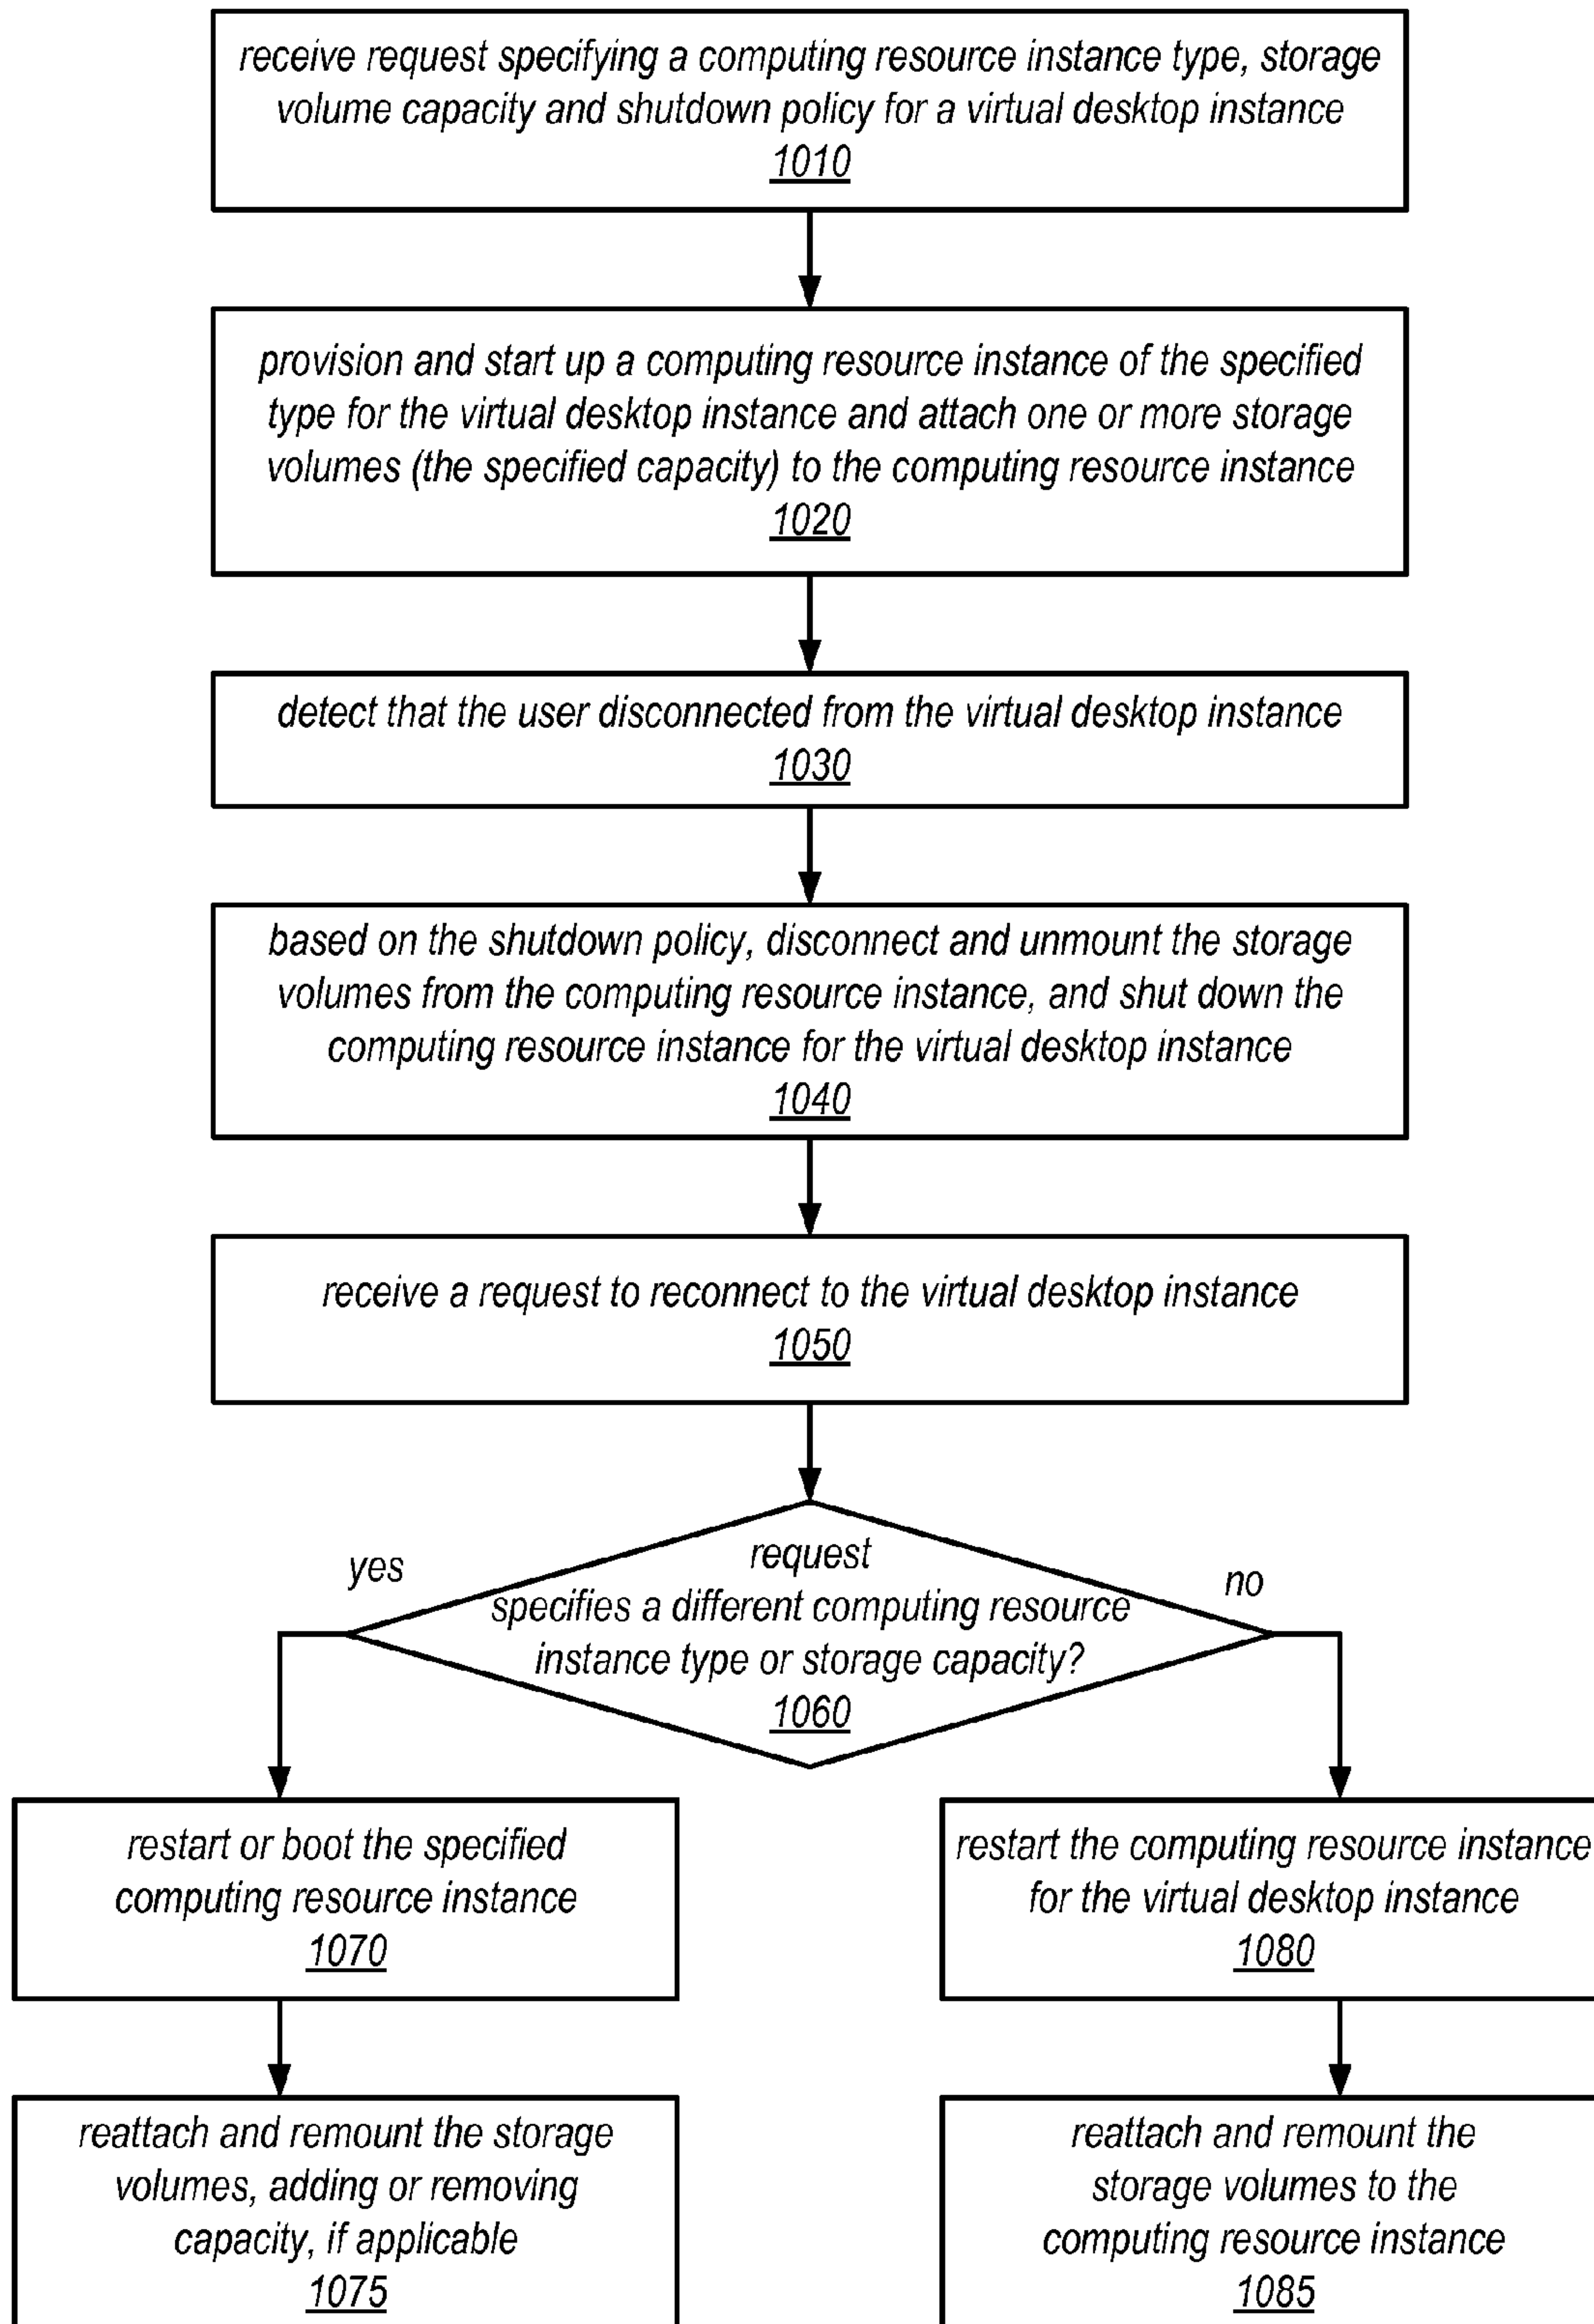 receive request specifying a computing resource instance type, storage
volume capacity and shutdown policy for a virtual desktop instance
1010
provision and start up a computing resource instance of the specified
type for the virtual desktop instance and attach one or more storage
volumes (the specified capacity) to the computing resource instance
1020
detect that the user disconnected from the virtual desktop instance
1030
based on the shutdown policy, disconnect and unmount the storage
volumes from the computing resource instance, and shut down the
computing resource instance for the virtual desktop instance
1040
receive a request to reconnect to the virtual desktop instance
1050
request
specifies a different computing resource
instance type or storage capacity?
1060
yes
no
restart or boot the specified
computing resource instance
1070
reattach and remount the storage
volumes, adding or removing
capacity, if applicable
1075
restart the computing resource instance
for the virtual desktop instance
1080
reattach and remount the
storage volumes to the
computing resource instance
1085